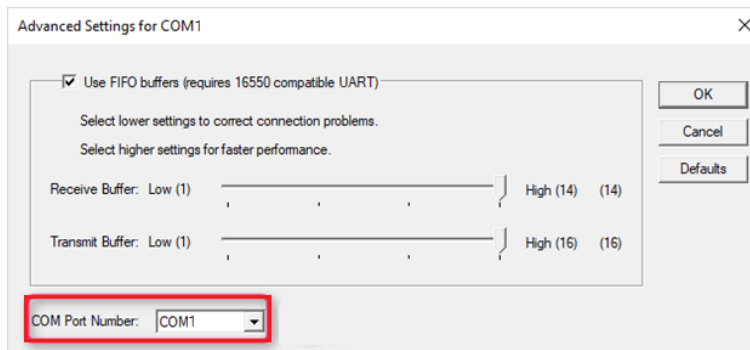 Advanced Settings for COM1
Use FIFO buffers (requires 16550 compatible UART)
OK
Select lower settings to correct connection problems.
Cancel
Select higher settings for faster performance.
Defaults
Receive Buffer: Low (1) High (14) (14)
Transmit Buffer: Low (1) High (16) (16)
COM Port Number: COM1